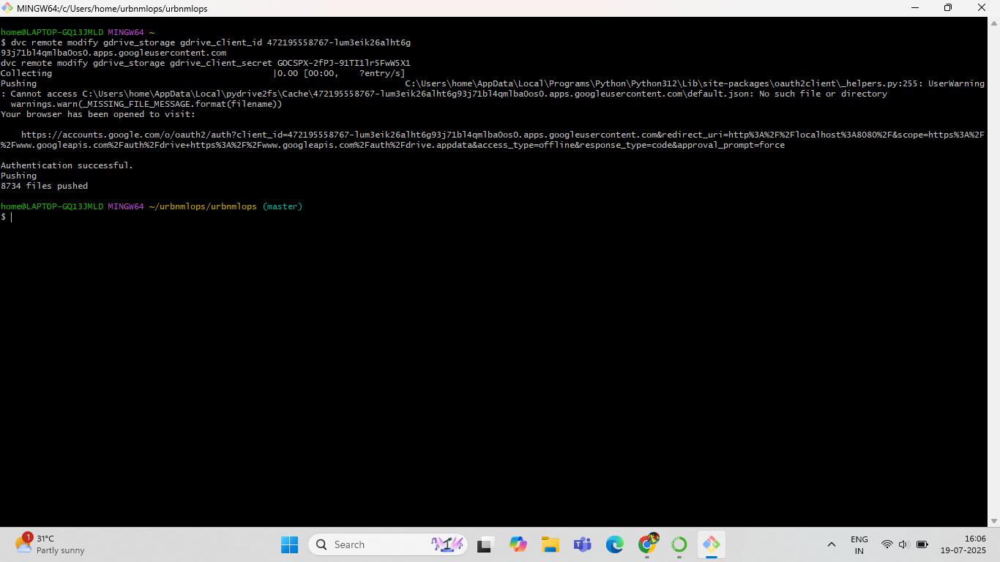 MINGW64:/c/Users/home/urbnmlops/urbnmlops
home@LAPTOP-GQ13JMLD MINGW64 ~
$ dvc remote modify gdrive_storage gdrive_client_id 472195558767-lum3eik26alht6g
93j71bl4qmlba0os0.apps.googleusercontent.com
dvc remote modify gdrive_storage gdrive_client_secret GOCSPX-2fPJ-91TI1lr5FwW5X1
Collecting |0.00 [00:00, ?entry/s]
Pushing C:\Users\home\AppData\Local\Programs\Python\Python312\Lib\site-packages\oauth2client\_helpers.py:255: UserWarning
: Cannot access C:\Users\home\AppData\Local\pydrive2fs\Cache\472195558767-lum3eik26alht6g93j71bl4qmlba0os0.apps.googleusercontent.com\default.json: No such file or directory
warnings.warn(_MISSING_FILE_MESSAGE.format(filename))
Your browser has been opened to visit:
https://accounts.google.com/o/oauth2/auth?client_id=472195558767-lum3eik26alht6g93j71bl4qmlba0os0.apps.googleusercontent.com&redirect_uri=http%3A%2F%2Flocalhost%3A8080%2F&scope=https%3A%2F
%2Fwww.googleapis.com%2Fauth%2Fdrive+https%3A%2F%2Fwww.googleapis.com%2Fauth%2Fdrive.appdata&access_type=offline&response_type=code&approval_prompt=force
Authentication successful.
Pushing
8734 files pushed
home@LAPTOP-GQ13JMLD MINGW64 ~/urbnmlops/urbnmlops (master)
$
1
31°C
Partly sunny
Search
ENG
IN
16:06
19-07-2025